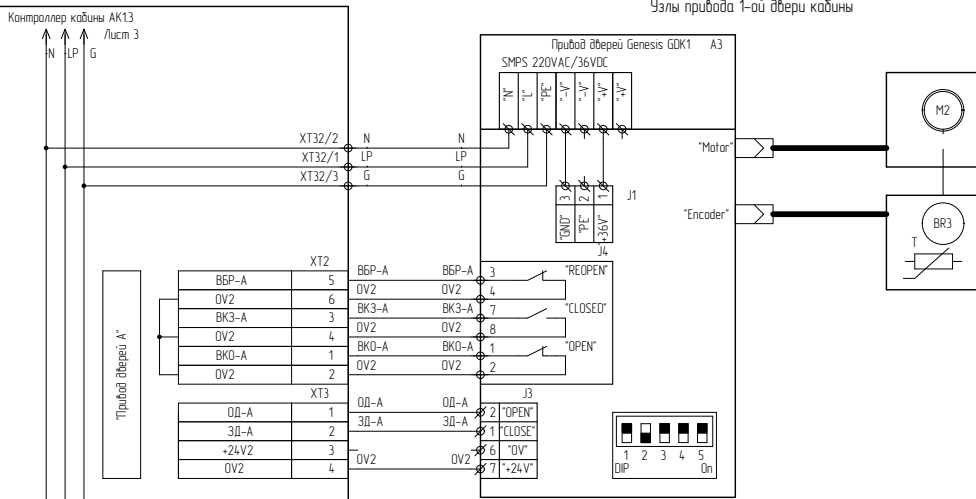 Узлы привода 1-ой двери кабины
Контроллер кабины АК1.3
Лист 3
N LP G
Привод дверей Genesis GDK1 A3
SMPS 220VAC/36VDC
"N" "L" "PE" "-V" "-V" "+V" "+V"
M2
"Motor"
XT32/2 N N
XT32/1 LP LP
XT32/3 G G
3 2 1 J1
"GND" "PE" "+36V"
"Encoder"
BR3
T
J4
XT2
ВБР-А 5 ВБР-А ВБР-А 3 "REOPEN"
0V2 6 0V2 0V2 4
ВКЗ-А 3 ВКЗ-А ВКЗ-А 7 "CLOSED"
0V2 4 0V2 0V2 8
ВКО-А 1 ВКО-А ВКО-А 1 "OPEN"
0V2 2 0V2 0V2 2
"Привод дверей А"
XT3 J3
ОД-А 1 ОД-А ОД-А 2 "OPEN"
ЗД-А 2 ЗД-А ЗД-А 1 "CLOSE"
+24V2 3 6 "0V"
0V2 4 0V2 0V2 7 "+24V"
1 2 3 4 5
DIP On